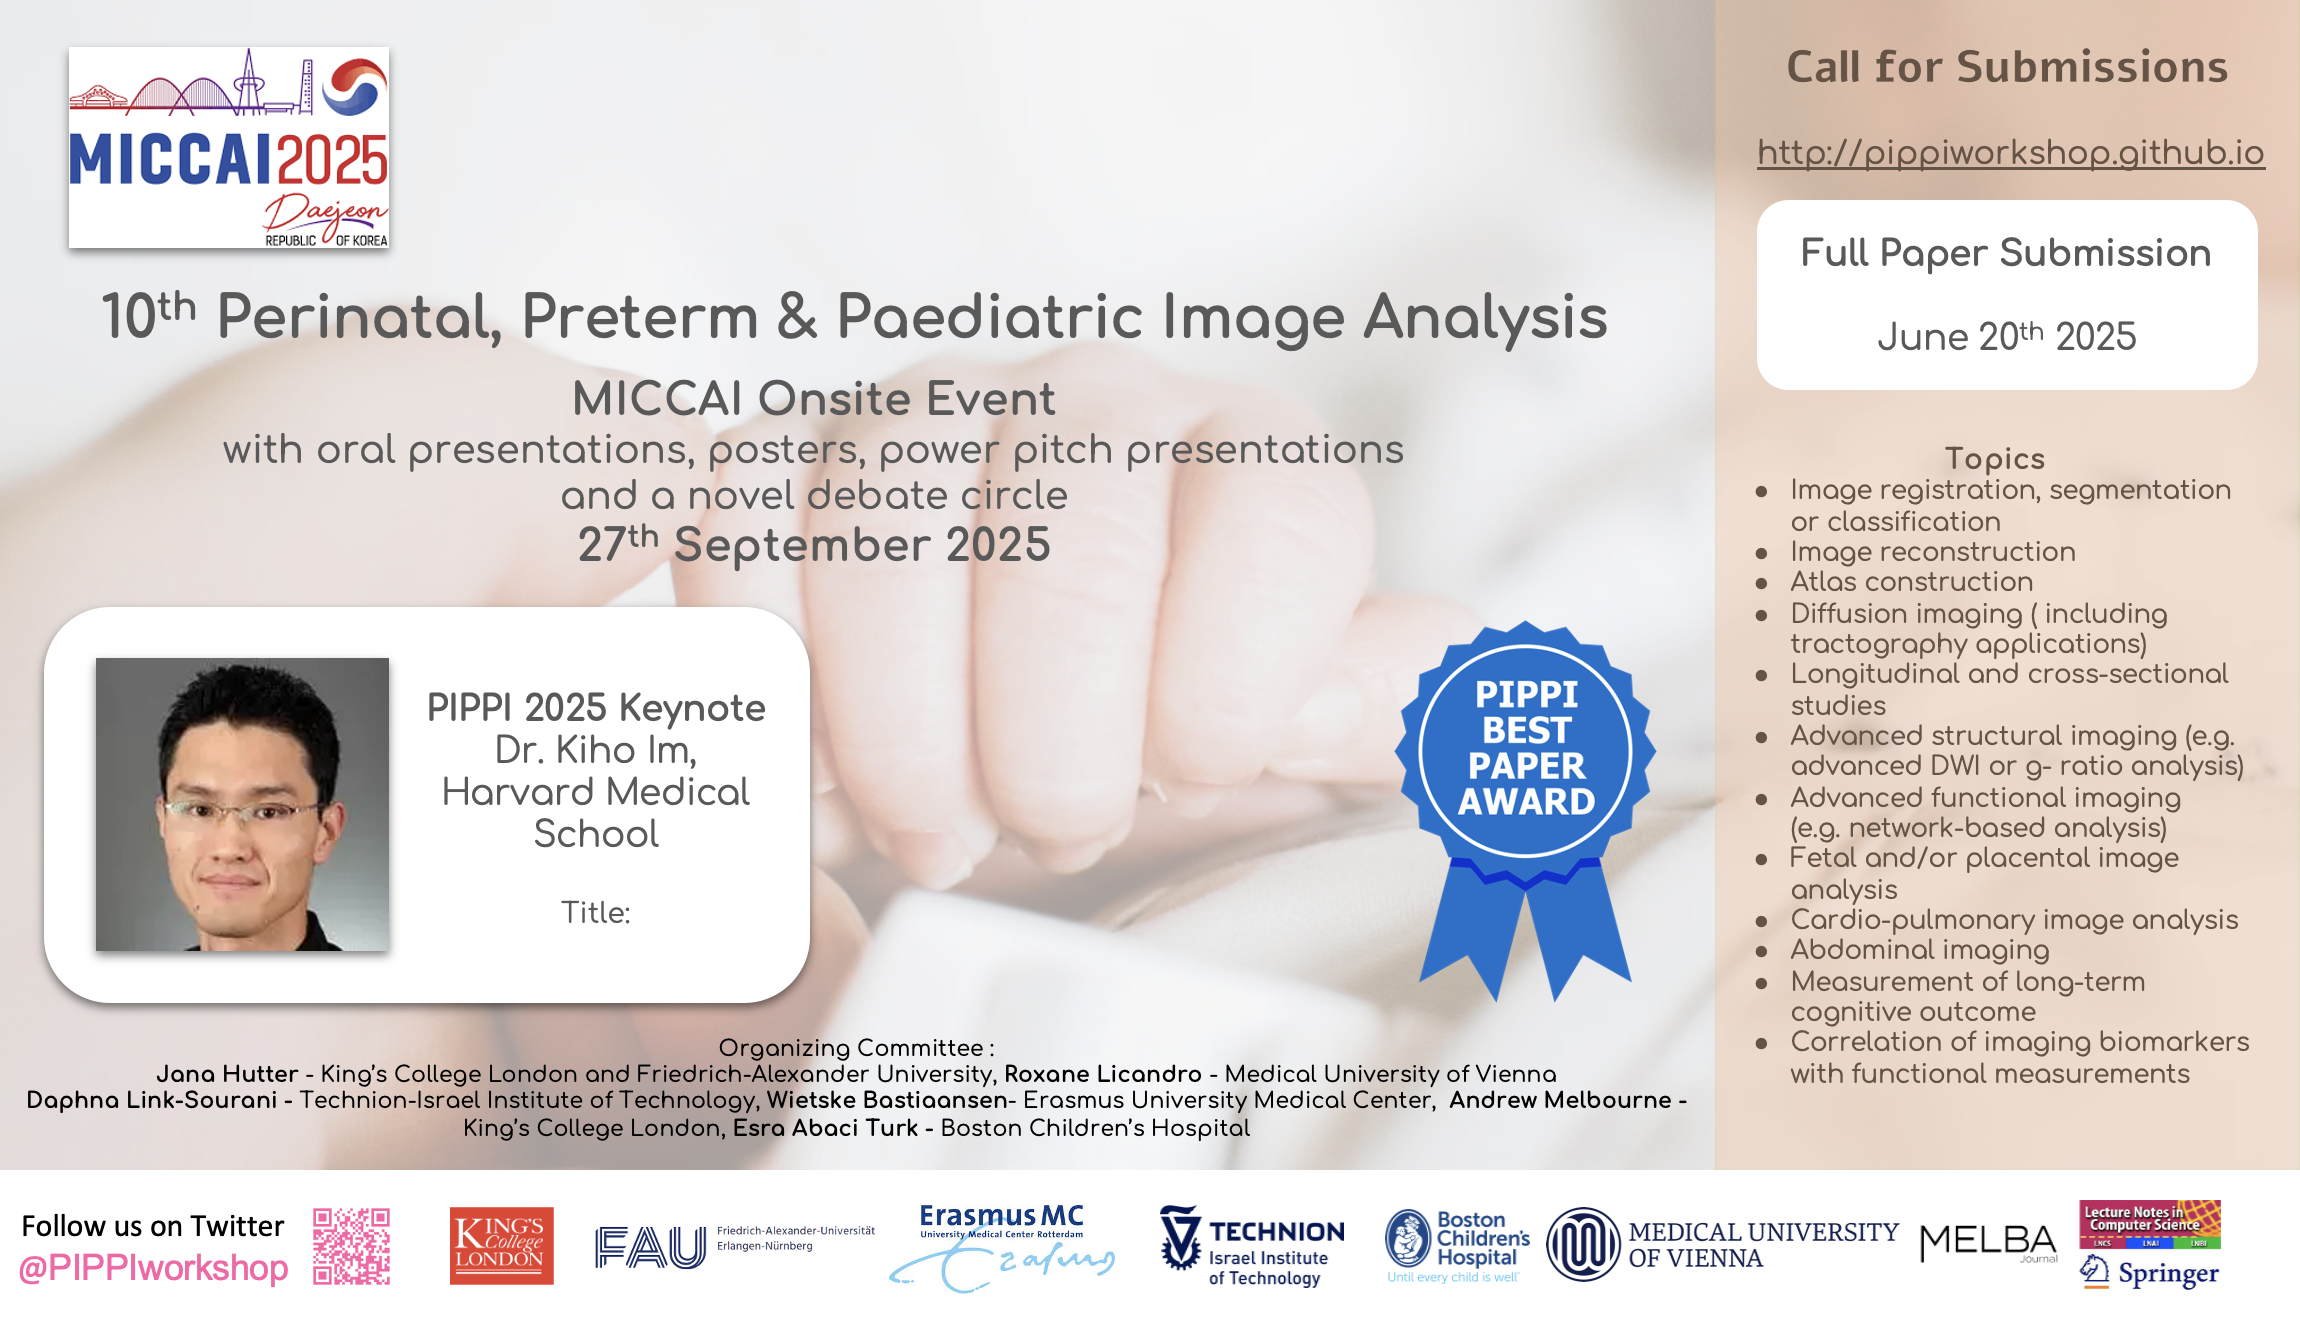 MICCAI2025
Daejeon
REPUBLIC OF KOREA
10th Perinatal, Preterm & Paediatric Image Analysis
MICCAI Onsite Event
with oral presentations, posters, power pitch presentations
and a novel debate circle
27th September 2025
PIPPI 2025 Keynote
Dr. Kiho Im,
Harvard Medical
School
Title:
PIPPI
BEST
PAPER
AWARD
Organizing Committee :
Jana Hutter - King's College London and Friedrich-Alexander University, Roxane Licandro - Medical University of Vienna
Daphna Link-Sourani - Technion-Israel Institute of Technology, Wietske Bastiaansen- Erasmus University Medical Center, Andrew Melbourne -
King's College London, Esra Abaci Turk - Boston Children's Hospital
Call for Submissions
http://pippiworkshop.github.io
Full Paper Submission
June 20th 2025
Topics
● Image registration, segmentation
or classification
● Image reconstruction
● Atlas construction
● Diffusion imaging ( including
tractography applications)
● Longitudinal and cross-sectional
studies
● Advanced structural imaging (e.g.
advanced DWI or g- ratio analysis)
● Advanced functional imaging
(e.g. network-based analysis)
● Fetal and/or placental image
analysis
● Cardio-pulmonary image analysis
● Abdominal imaging
● Measurement of long-term
cognitive outcome
● Correlation of imaging biomarkers
with functional measurements
Follow us on Twitter
@PIPPIworkshop
KING'S
College
LONDON
FAU
Friedrich-Alexander-Universität
Erlangen-Nürnberg
Erasmus MC
University Medical Center Rotterdam
Erasmus
TECHNION
Israel Institute
of Technology
Boston
Children's
Hospital
Until every child is well™
MEDICAL UNIVERSITY
OF VIENNA
MELBA
Journal
Lecture Notes in
Computer Science
LNCS LNAI LNBI
Springer